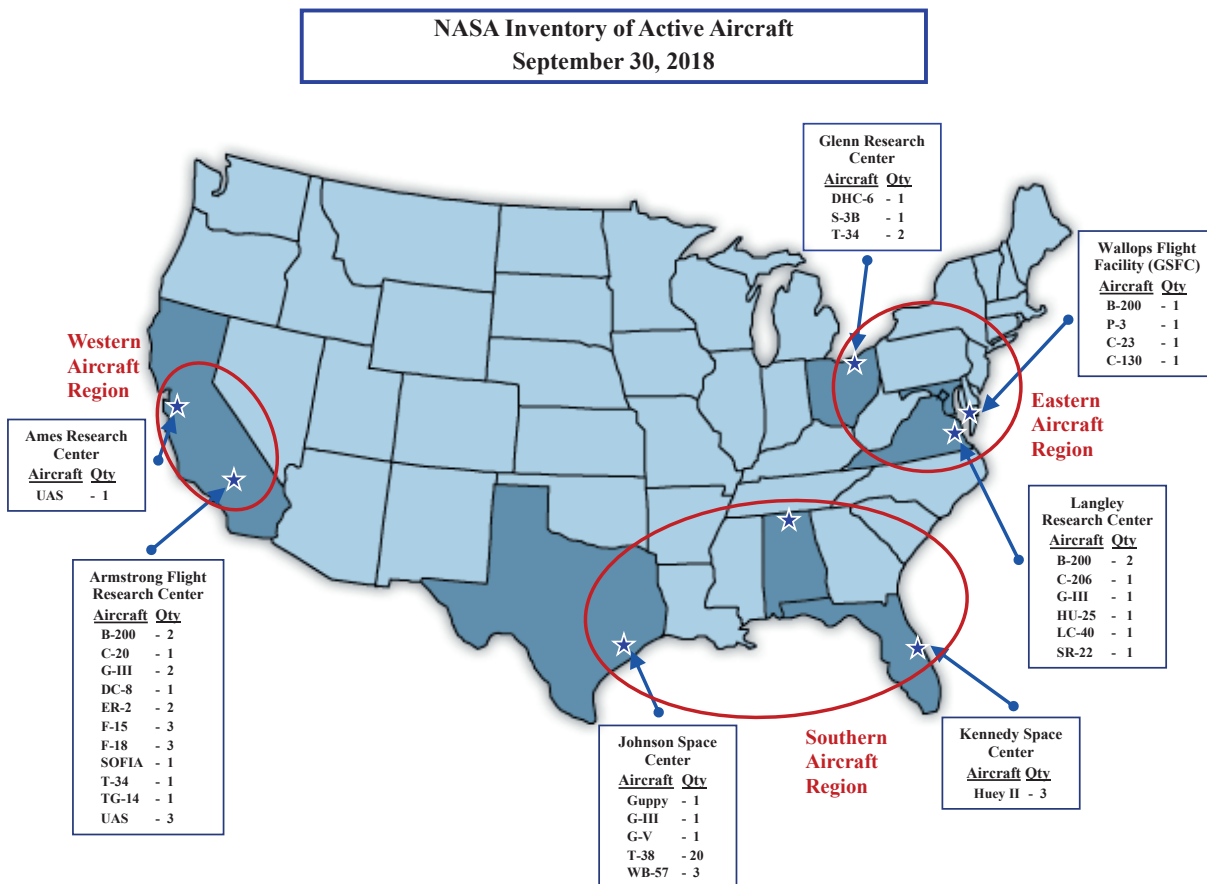 NASA Inventory of Active Aircraft
September 30, 2018
Glenn Research
Center
Aircraft Qty
DHC-6 - 1
S-3B - 1
T-34 - 2
Wallops Flight
Facility (GSFC)
Aircraft Qty
B-200 - 1
P-3 - 1
C-23 - 1
C-130 - 1
Western
Aircraft
Region
Eastern
Aircraft
Region
Ames Research
Center
Aircraft Qty
UAS - 1
Langley
Research Center
Aircraft Qty
B-200 - 2
C-206 - 1
G-III - 1
HU-25 - 1
LC-40 - 1
SR-22 - 1
Armstrong Flight
Research Center
Aircraft Qty
B-200 - 2
C-20 - 1
G-III - 2
DC-8 - 1
ER-2 - 2
F-15 - 3
F-18 - 3
SOFIA - 1
T-34 - 1
TG-14 - 1
UAS - 3
Johnson Space
Center
Aircraft Qty
Guppy - 1
G-III - 1
G-V - 1
T-38 - 20
WB-57 - 3
Southern
Aircraft
Region
Kennedy Space
Center
Aircraft Qty
Huey II - 3